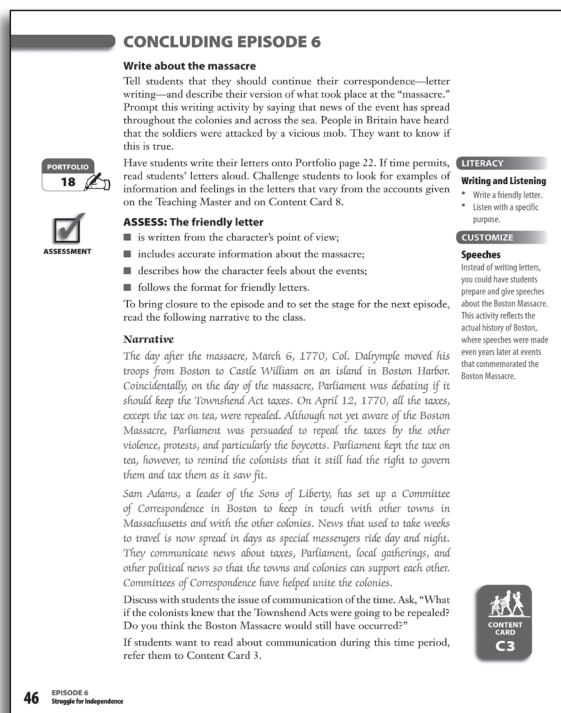 CONCLUDING EPISODE 6
Write about the massacre
Tell students that they should continue their correspondence—letter
writing—and describe their version of what took place at the “massacre.”
Prompt this writing activity by saying that news of the event has spread
throughout the colonies and across the sea. People in Britain have heard
that the soldiers were attacked by a vicious mob. They want to know if
this is true.
PORTFOLIO
18
Have students write their letters onto Portfolio page 22. If time permits,
read students’ letters aloud. Challenge students to look for examples of
information and feelings in the letters that vary from the accounts given
on the Teaching Master and on Content Card 8.
ASSESSMENT
ASSESS: The friendly letter
■ is written from the character’s point of view;
■ includes accurate information about the massacre;
■ describes how the character feels about the events;
■ follows the format for friendly letters.
To bring closure to the episode and to set the stage for the next episode,
read the following narrative to the class.
Narrative
The day after the massacre, March 6, 1770, Col. Dalrymple moved his
troops from Boston to Castle William on an island in Boston Harbor.
Coincidentally, on the day of the massacre, Parliament was debating if it
should keep the Townshend Act taxes. On April 12, 1770, all the taxes,
except the tax on tea, were repealed. Although not yet aware of the Boston
Massacre, Parliament was persuaded to repeal the taxes by the other
violence, protests, and particularly the boycotts. Parliament kept the tax on
tea, however, to remind the colonists that it still had the right to govern
them and tax them as it saw fit.
Sam Adams, a leader of the Sons of Liberty, has set up a Committee
of Correspondence in Boston to keep in touch with other towns in
Massachusetts and with the other colonies. News that used to take weeks
to travel is now spread in days as special messengers ride day and night.
They communicate news about taxes, Parliament, local gatherings, and
other political news so that the towns and colonies can support each other.
Committees of Correspondence have helped unite the colonies.
Discuss with students the issue of communication of the time. Ask, “What
if the colonists knew that the Townshend Acts were going to be repealed?
Do you think the Boston Massacre would still have occurred?”
If students want to read about communication during this time period,
refer them to Content Card 3.
LITERACY
Writing and Listening
* Write a friendly letter.
* Listen with a specific
purpose.
CUSTOMIZE
Speeches
Instead of writing letters,
you could have students
prepare and give speeches
about the Boston Massacre.
This activity reflects the
actual history of Boston,
where speeches were made
even years later at events
that commemorated the
Boston Massacre.
CONTENT
CARD
C3
46 EPISODE 6
Struggle for Independence